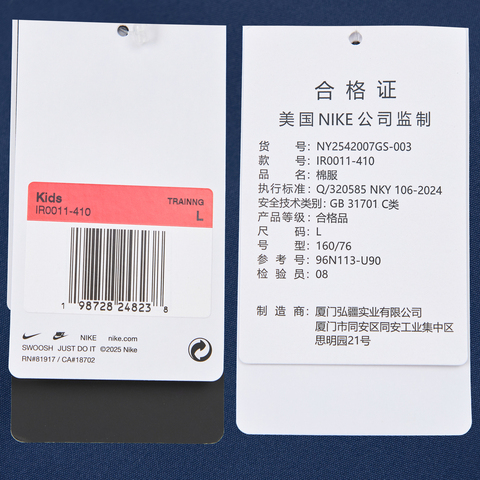 Kids
TRAINNG
IR0011-410
L
1 98728 24823 8
NIKE nike.com
SWOOSH JUST DO IT ©2025 Nike
RN#81917 / CA#18702
合格证
美国NIKE公司监制
货 号: NY2542007GS-003
款 号: IR0011-410
品 名: 棉服
执行标准: Q/320585 NKY 106-2024
安全技术类别: GB 31701 C类
产品等级: 合格品
尺 码: L
号 型: 160/76
参 考 号: 96N113-U90
检 验 员: 08
制 造 商: 厦门弘疆实业有限公司
厦门市同安区同安工业集中区
思明园21号